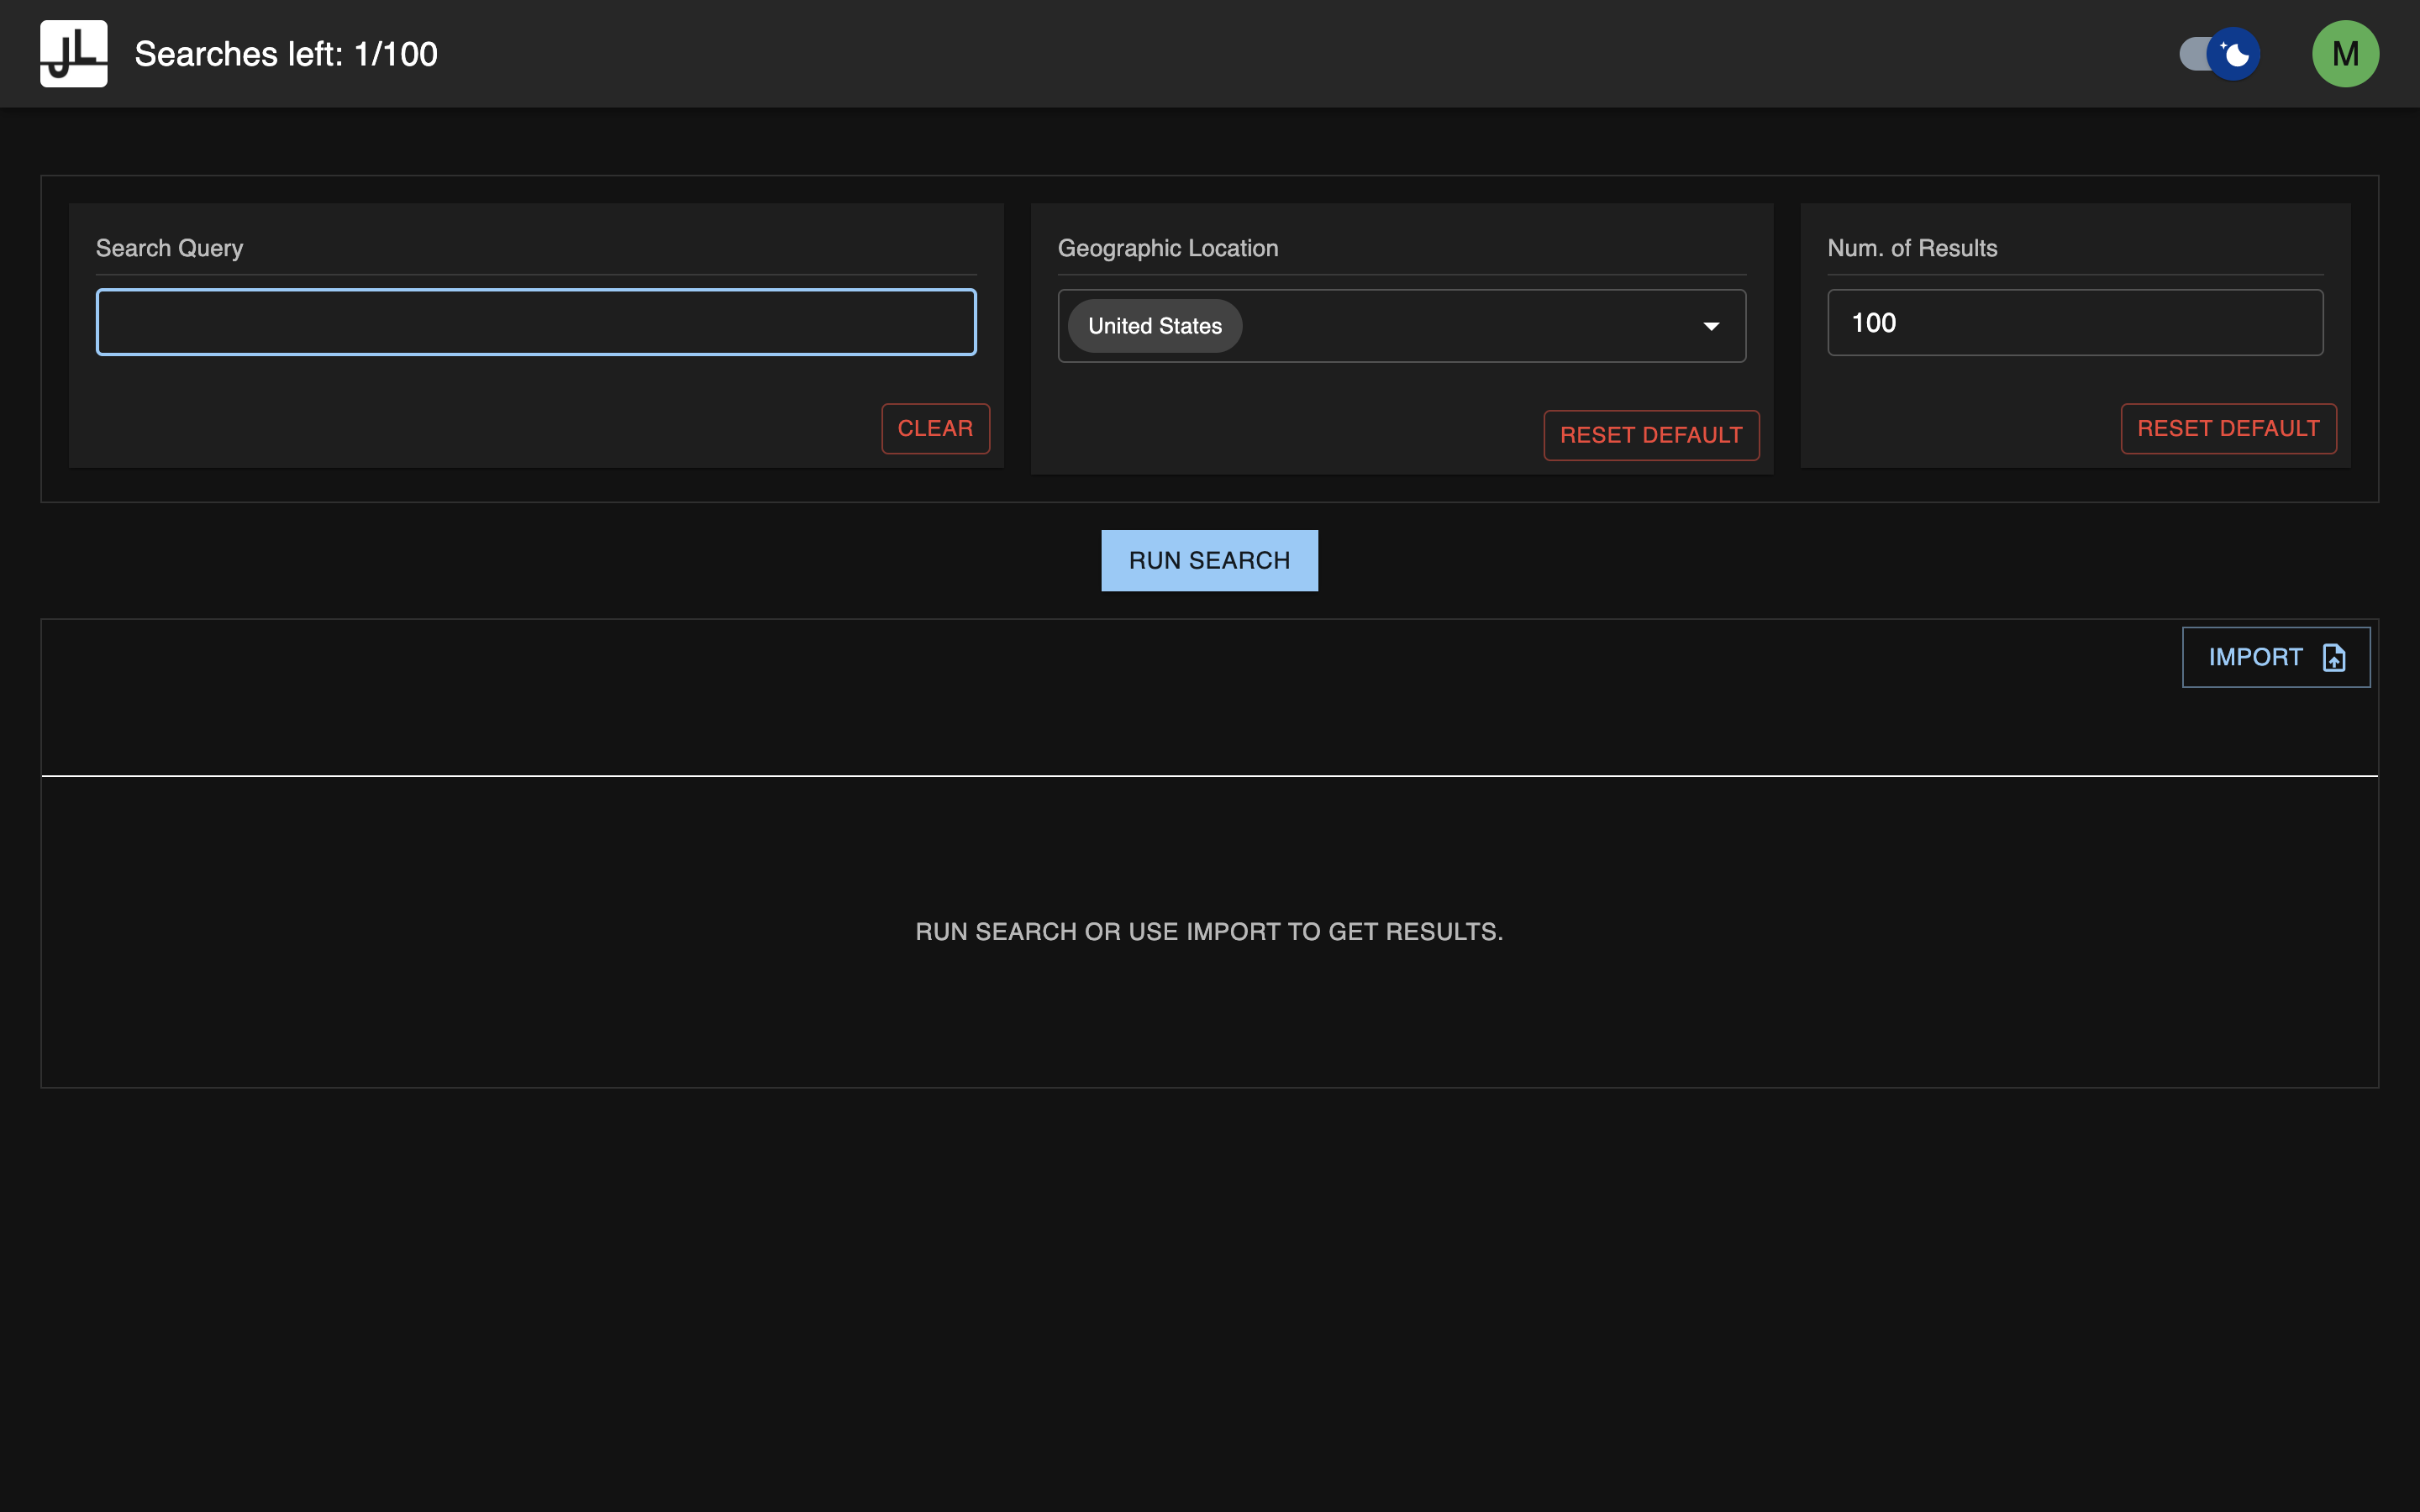 JL
Searches left: 1/100
M
Search Query
Geographic Location
Num. of Results
United States
100
CLEAR
RESET DEFAULT
RESET DEFAULT
RUN SEARCH
IMPORT
RUN SEARCH OR USE IMPORT TO GET RESULTS.